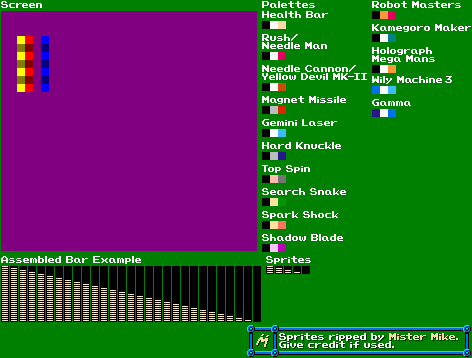 Screen
Palettes
Health Bar
Rush/
Needle Man
Needle Cannon/
Yellow Devil MK-II
Magnet Missile
Gemini Laser
Hard Knuckle
Top Spin
Search Snake
Spark Shock
Shadow Blade
Robot Masters
Kamegoro Maker
Holograph
Mega Mans
Wily Machine 3
Gamma
Assembled Bar Example
Sprites
Sprites ripped by Mister Mike.
Give credit if used.